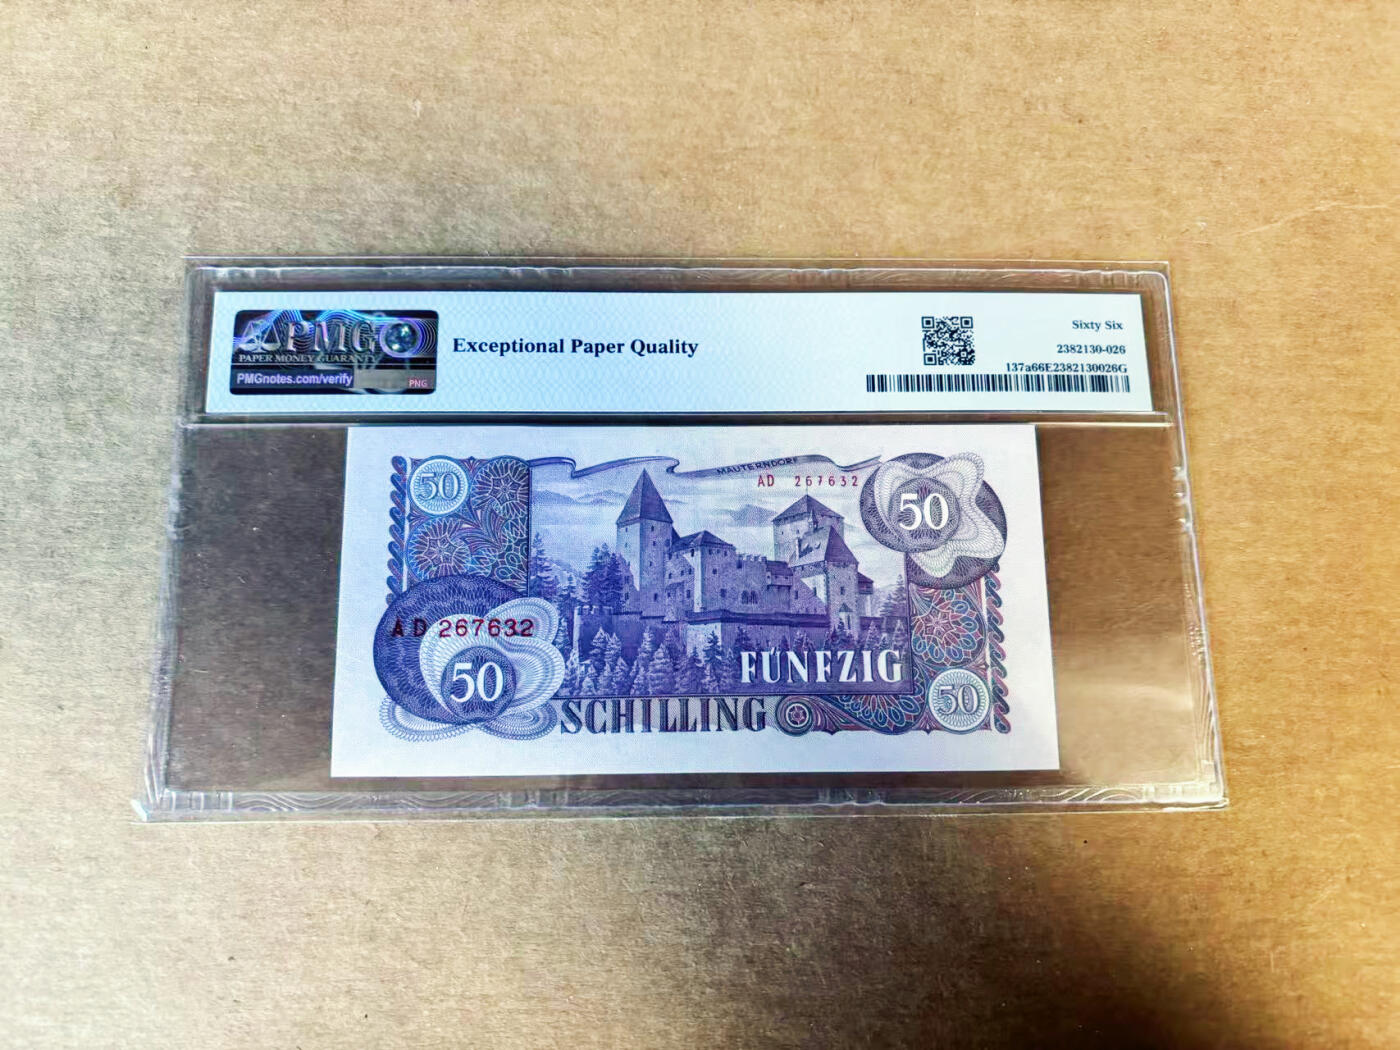 PMG
PAPER MONEY GUARANTY
PMGnotes.com/verify
PNG
Exceptional Paper Quality
Sixty Six
2382130-026
137a66E2382130026G
50
MAUTERNDORF
AD 267632
50
AD 267632
50
FÜNFZIG
50
SCHILLING